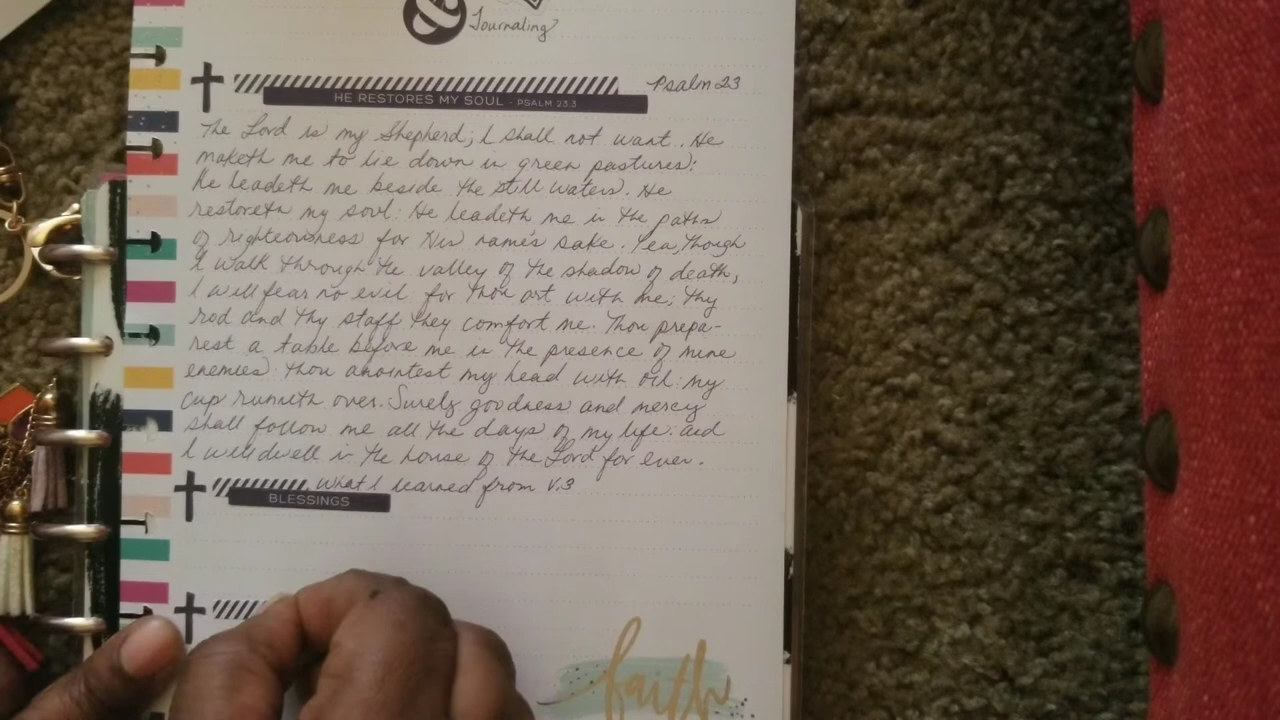 &
Journaling
Psalm 23
HE RESTORES MY SOUL - PSALM 23:3
The Lord is my Shepherd; I shall not want. He
maketh me to lie down in green pastures:
He leadeth me beside the still waters. He
restoreth my soul: He leadeth me in the paths
of righteousness for His name's sake. Yea, though
I walk through the valley of the shadow of death,
I will fear no evil: for thou art with me; thy
rod and thy staff they comfort me. Thou prepa-
rest a table before me in the presence of mine
enemies: thou anointest my head with oil: my
cup runneth over. Surely goodness and mercy
shall follow me all the days of my life: and
I will dwell in the house of the Lord for ever.
what I learned from V.3
BLESSINGS
faith